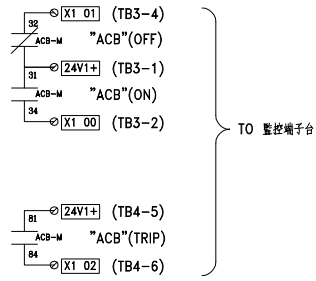 32 X1 01 (TB3-4)
ACB-M "ACB"(OFF)
31 24V1+ (TB3-1)
ACB-M "ACB"(ON)
34 X1 00 (TB3-2)
TO 監控端子台
81 24V1+ (TB4-5)
ACB-M "ACB"(TRIP)
84 X1 02 (TB4-6)